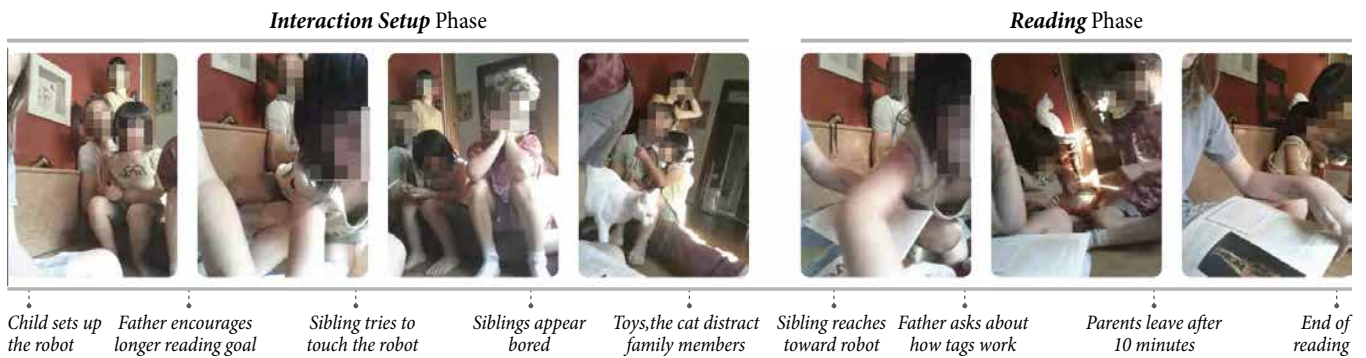 Interaction Setup Phase
Reading Phase
Child sets up
the robot
Father encourages
longer reading goal
Sibling tries to
touch the robot
Siblings appear
bored
Toys,the cat distract
family members
Sibling reaches
toward robot
Father asks about
how tags work
Parents leave after
10 minutes
End of
reading